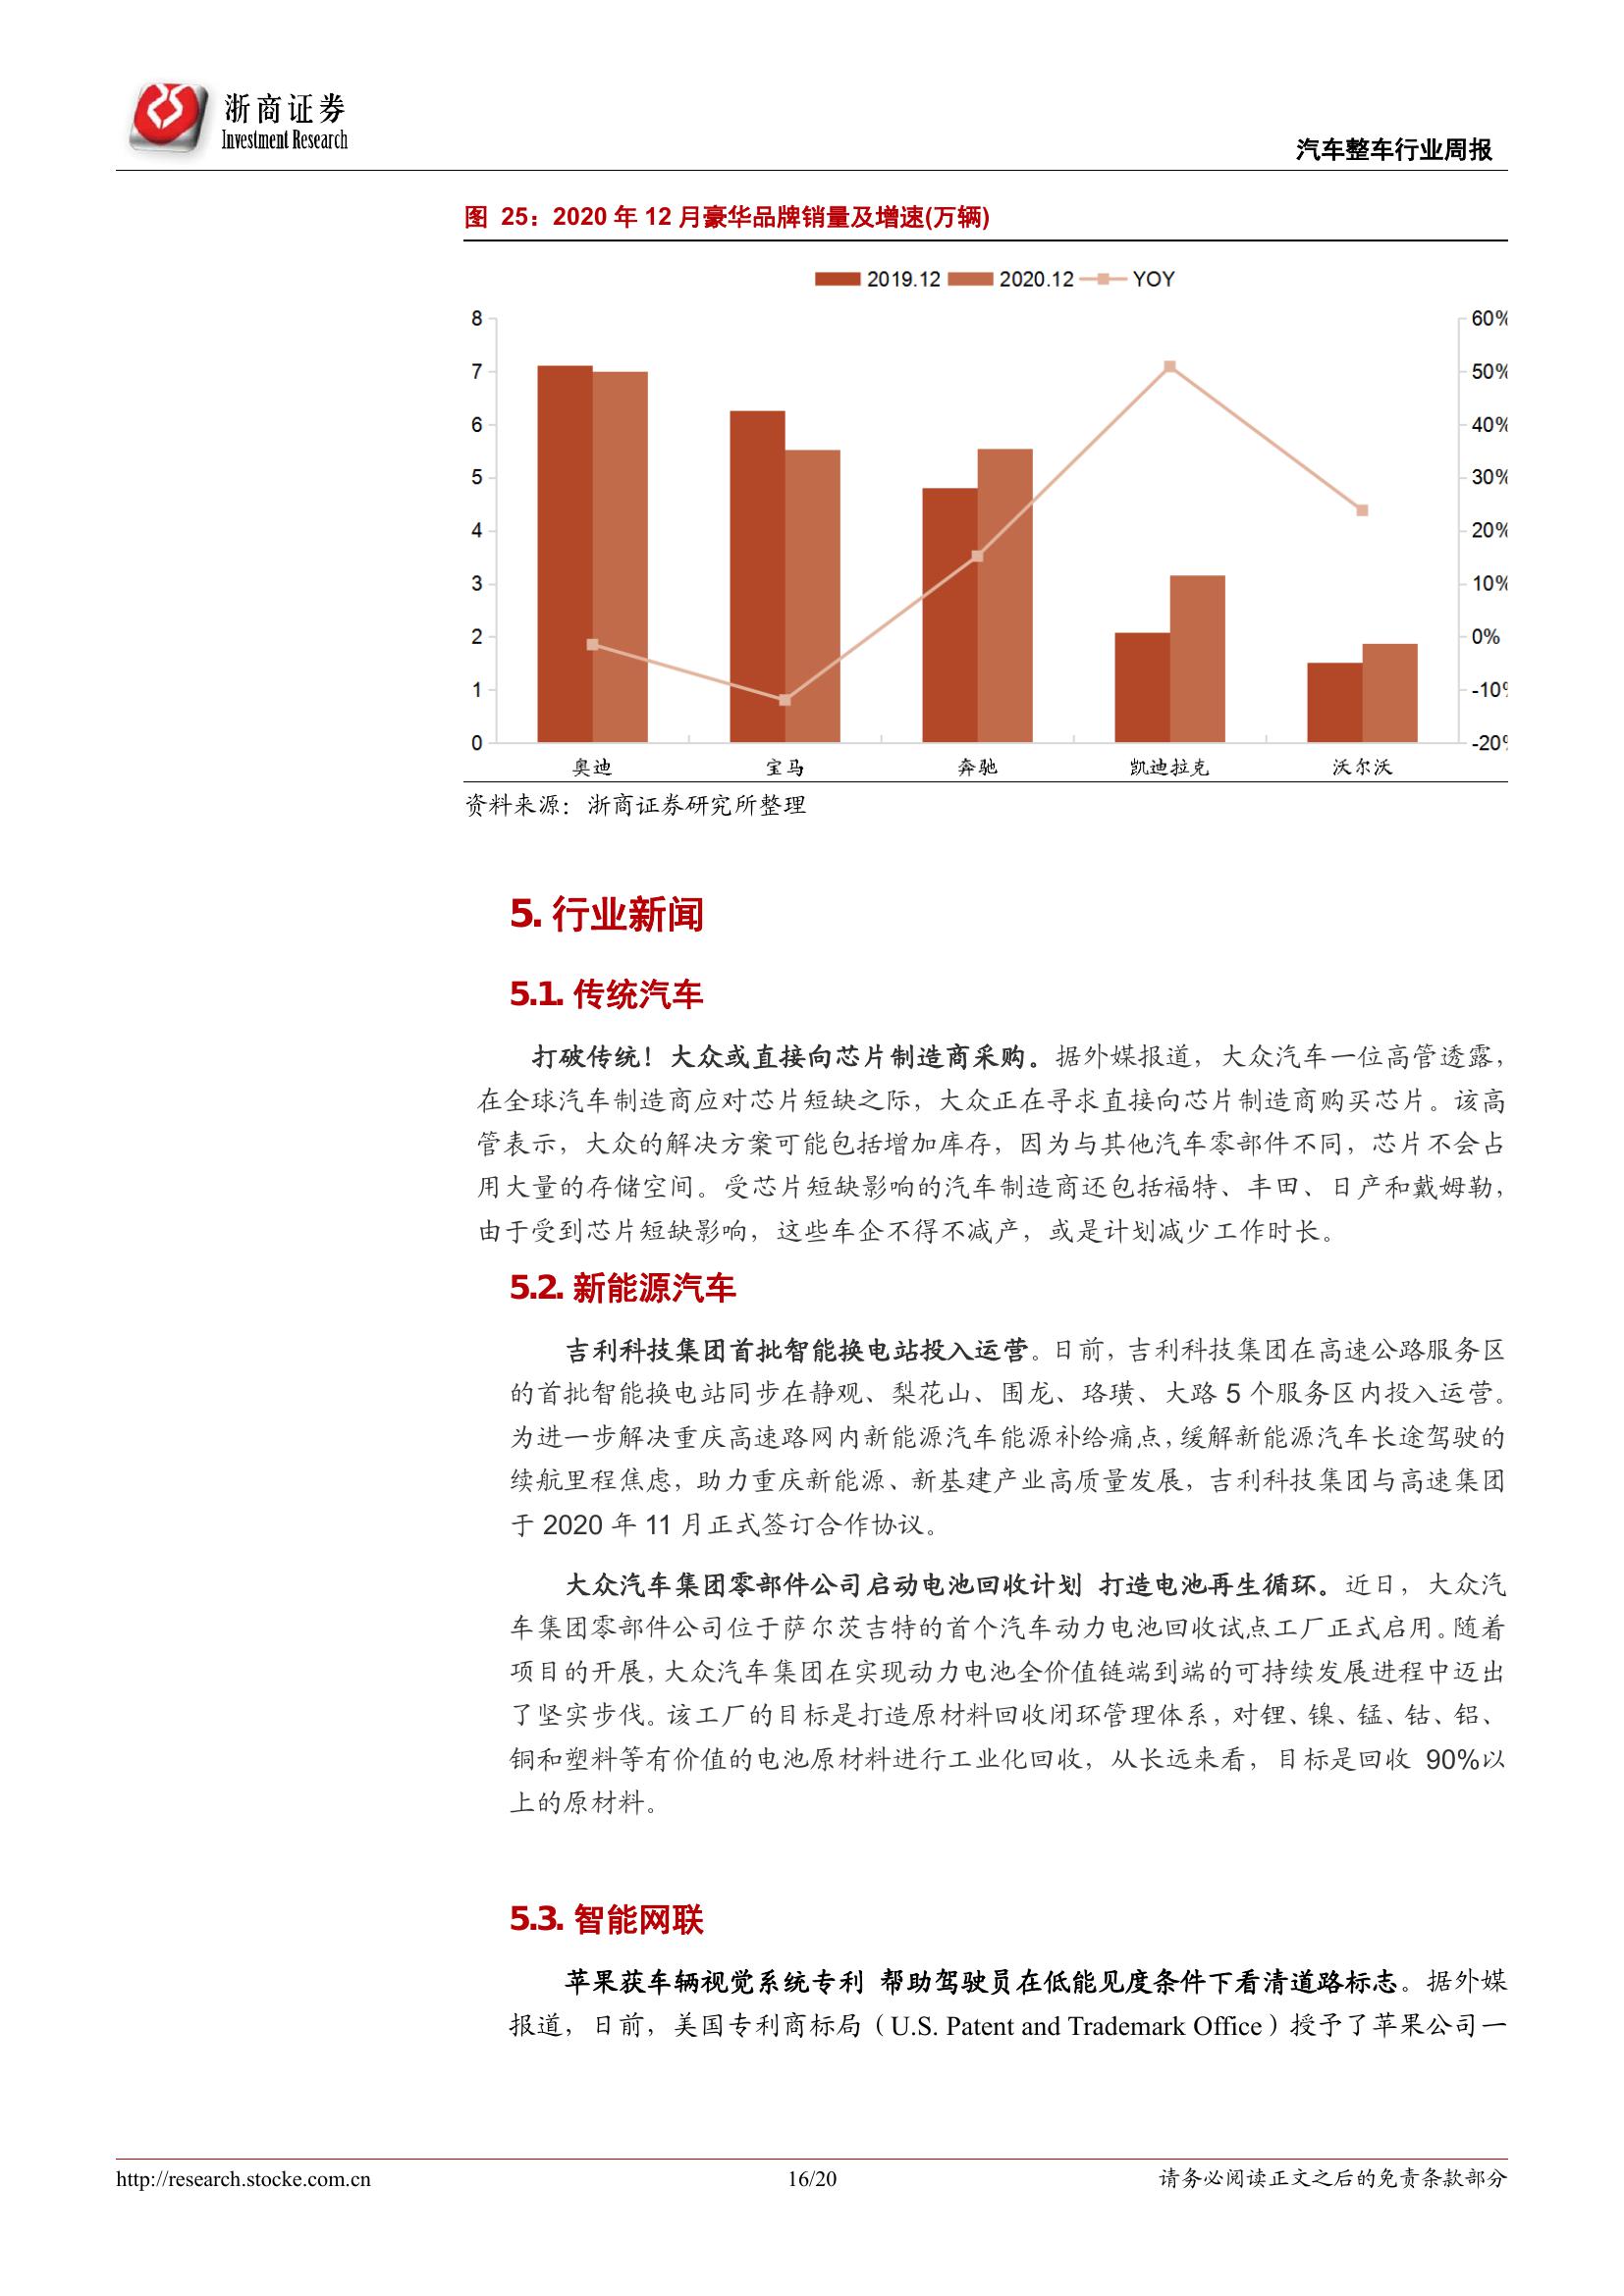 浙商证券
Investment Research
汽车整车行业周报
图 25：2020 年 12 月豪华品牌销量及增速(万辆)
2019.12 2020.12 YOY
8
7
6
5
4
3
2
1
0
60%
50%
40%
30%
20%
10%
0%
-10%
-20%
奥迪 宝马 奔驰 凯迪拉克 沃尔沃
资料来源：浙商证券研究所整理
5. 行业新闻
5.1. 传统汽车
打破传统！大众或直接向芯片制造商采购。据外媒报道，大众汽车一位高管透露，
在全球汽车制造商应对芯片短缺之际，大众正在寻求直接向芯片制造商购买芯片。该高
管表示，大众的解决方案可能包括增加库存，因为与其他汽车零部件不同，芯片不会占
用大量的存储空间。受芯片短缺影响的汽车制造商还包括福特、丰田、日产和戴姆勒，
由于受到芯片短缺影响，这些车企不得不减产，或是计划减少工作时长。
5.2. 新能源汽车
吉利科技集团首批智能换电站投入运营。日前，吉利科技集团在高速公路服务区
的首批智能换电站同步在静观、梨花山、围龙、珞璜、大路 5 个服务区内投入运营。
为进一步解决重庆高速路网内新能源汽车能源补给痛点，缓解新能源汽车长途驾驶的
续航里程焦虑，助力重庆新能源、新基建产业高质量发展，吉利科技集团与高速集团
于 2020 年 11 月正式签订合作协议。
大众汽车集团零部件公司启动电池回收计划 打造电池再生循环。近日，大众汽
车集团零部件公司位于萨尔茨吉特的首个汽车动力电池回收试点工厂正式启用。随着
项目的开展，大众汽车集团在实现动力电池全价值链端到端的可持续发展进程中迈出
了坚实步伐。该工厂的目标是打造原材料回收闭环管理体系，对锂、镍、锰、钴、铝、
铜和塑料等有价值的电池原材料进行工业化回收，从长远来看，目标是回收 90%以
上的原材料。
5.3. 智能网联
苹果获车辆视觉系统专利 帮助驾驶员在低能见度条件下看清道路标志。据外媒
报道，日前，美国专利商标局（U.S. Patent and Trademark Office）授予了苹果公司一
http://research.stocke.com.cn 16/20 请务必阅读正文之后的免责条款部分